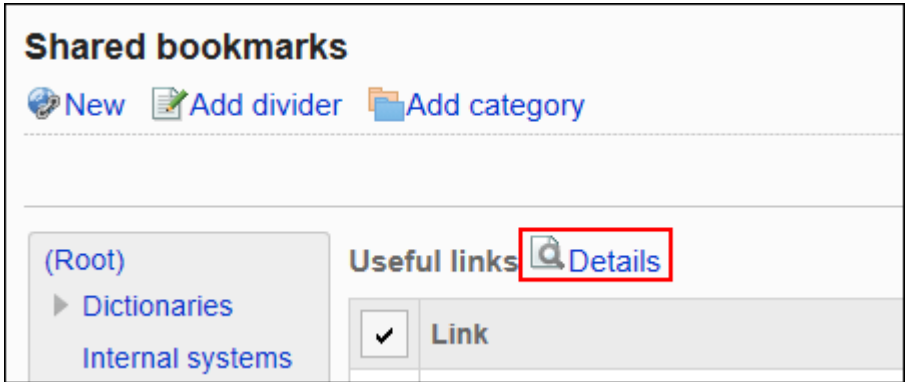 Shared bookmarks
New Add divider Add category
(Root)
Dictionaries
Internal systems
Useful links Details
Link